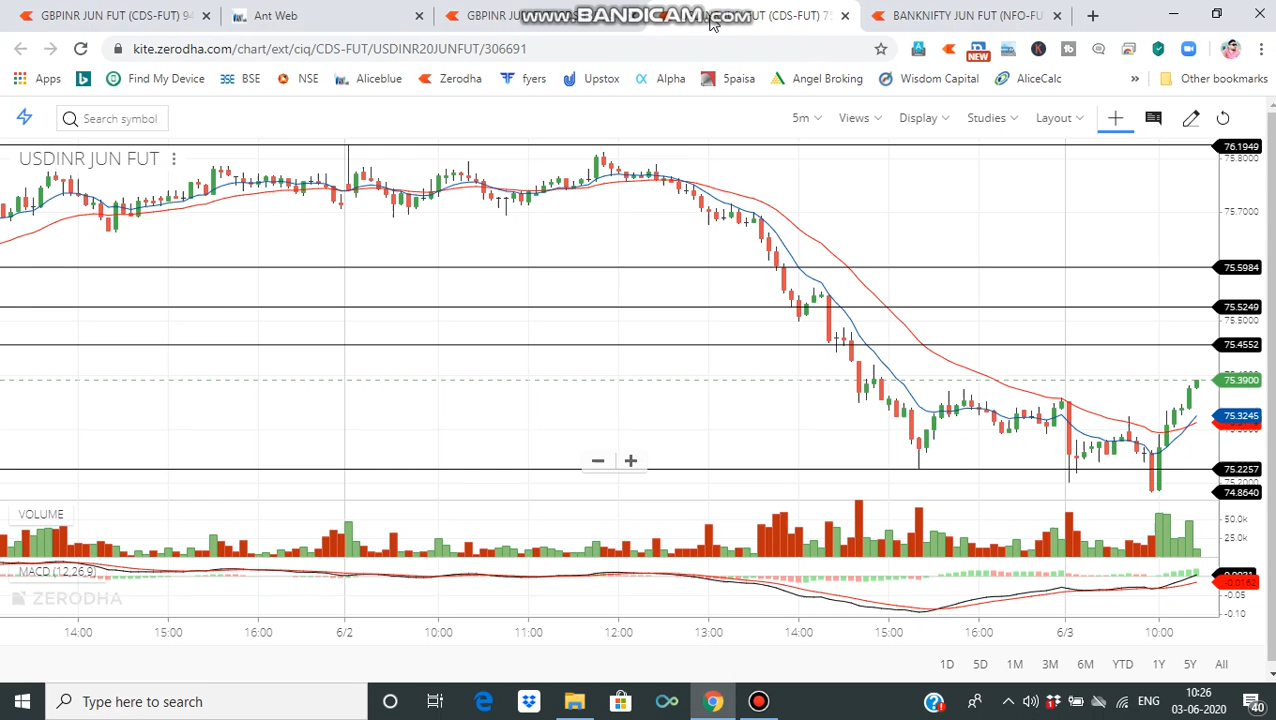 GBPINR JUN FUT (CDS-FUT) 94
Ant Web
GBPINR JU
FUT (CDS-FUT) 75
BANKNIFTY JUN FUT (NFO-FU
www.BANDICAM.com
kite.zerodha.com/chart/ext/ciq/CDS-FUT/USDINR20JUNFUT/306691
NEW
Apps
Find My Device
BSE
NSE
Aliceblue
Zerodha
fyers
Upstox
Alpha
5paisa
Angel Broking
Wisdom Capital
AliceCalc
»
Other bookmarks
Search symbol
5m
Views
Display
Studies
Layout
USDINR JUN FUT
76.1949
75.8000
75.7000
75.5984
75.5249
75.5000
75.4552
75.3900
75.3245
75.2257
74.8640
VOLUME
50.0k
25.0k
MACD (12,26,9)
-0.0162
-0.05
-0.10
ZERODHA
14:00
15:00
16:00
6/2
10:00
11:00
12:00
13:00
14:00
15:00
16:00
6/3
10:00
1D
5D
1M
3M
6M
YTD
1Y
5Y
All
Type here to search
ENG
10:26
03-06-2020
40